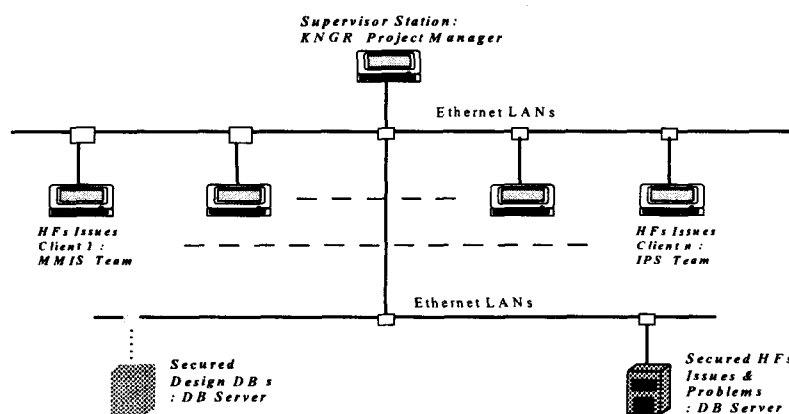 Supervisor Station:
KNGR Project Manager
Ethernet LANs
HFs Issues
Client 1 :
MMIS Team
HFs Issues
Client n :
IPS Team
Ethernet LANs
Secured
Design DBs
: DB Server
Secured HFs
Issues &
Problems
: DB Server